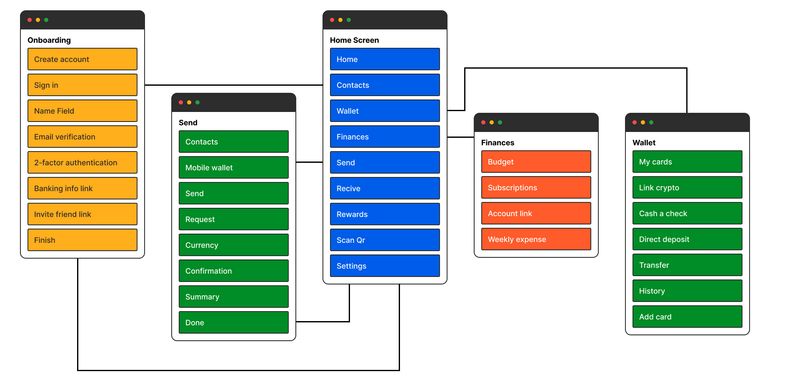 Onboarding
Create account
Sign in
Name Field
Email verification
2-factor authentication
Banking info link
Invite friend link
Finish
Send
Contacts
Mobile wallet
Send
Request
Currency
Confirmation
Summary
Done
Home Screen
Home
Contacts
Wallet
Finances
Send
Recive
Rewards
Scan Qr
Settings
Finances
Budget
Subscriptions
Account link
Weekly expense
Wallet
My cards
Link crypto
Cash a check
Direct deposit
Transfer
History
Add card